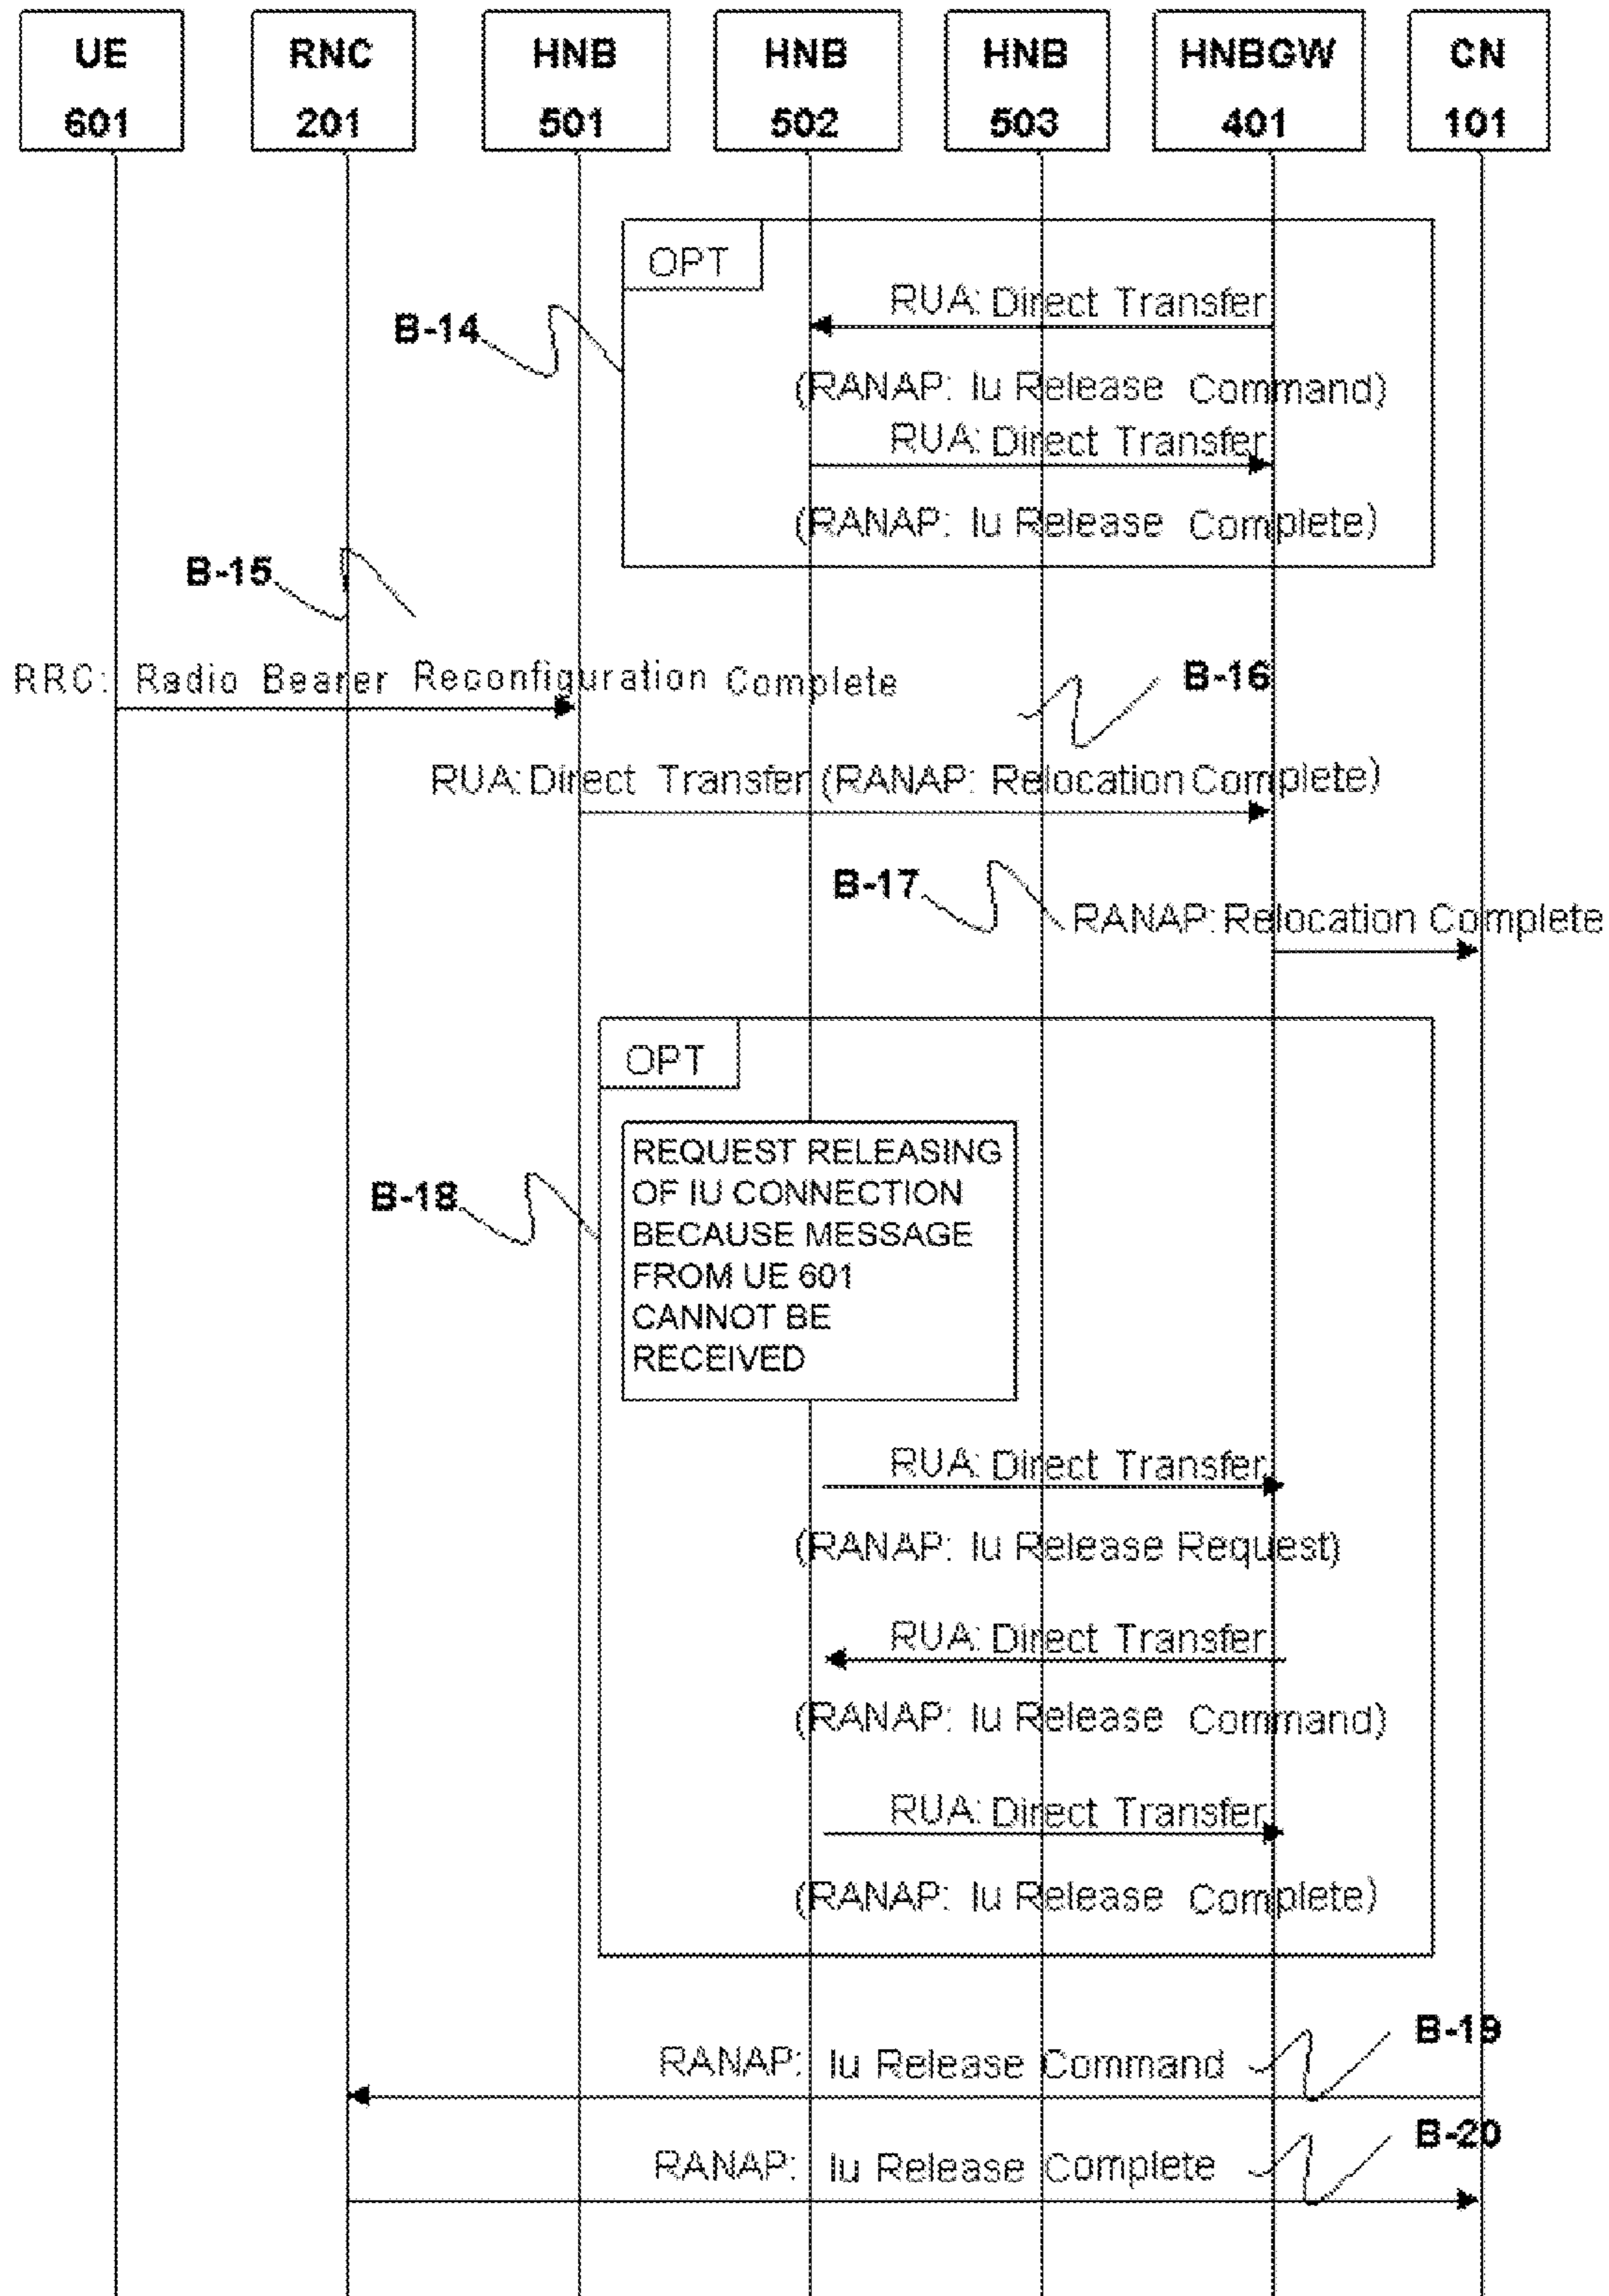 UE
601
RNC
201
HNB
501
HNB
502
HNB
503
HNBGW
401
CN
101
OPT
RUA: Direct Transfer
B-14
(RANAP: Iu Release Command)
RUA: Direct Transfer
(RANAP: Iu Release Complete)
B-15
RRC: Radio Bearer Reconfiguration Complete
B-16
RUA: Direct Transfer (RANAP: Relocation Complete)
B-17
RANAP: Relocation Complete
OPT
B-18
REQUEST RELEASING
OF IU CONNECTION
BECAUSE MESSAGE
FROM UE 601
CANNOT BE
RECEIVED
RUA: Direct Transfer
(RANAP: Iu Release Request)
RUA: Direct Transfer
(RANAP: Iu Release Command)
RUA: Direct Transfer
(RANAP: Iu Release Complete)
B-19
RANAP: Iu Release Command
B-20
RANAP: Iu Release Complete